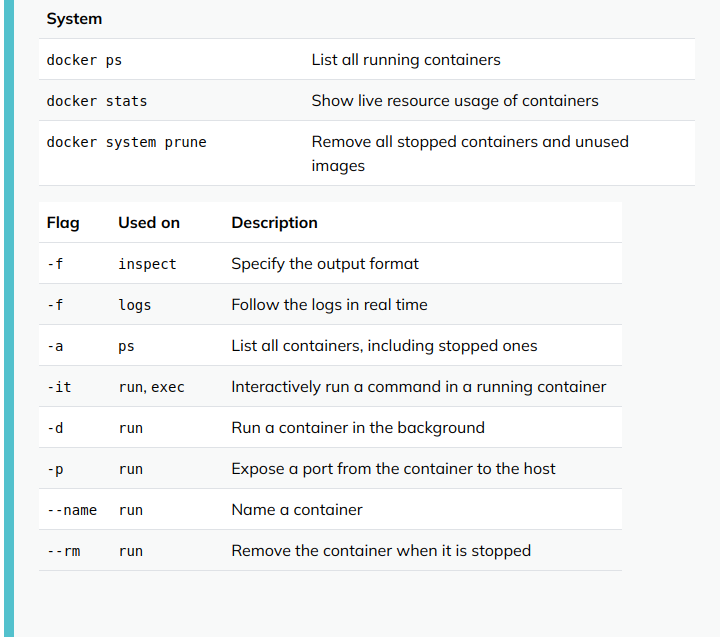 System
docker ps List all running containers
docker stats Show live resource usage of containers
docker system prune Remove all stopped containers and unused
images
Flag Used on Description
-f inspect Specify the output format
-f logs Follow the logs in real time
-a ps List all containers, including stopped ones
-it run, exec Interactively run a command in a running container
-d run Run a container in the background
-p run Expose a port from the container to the host
--name run Name a container
--rm run Remove the container when it is stopped